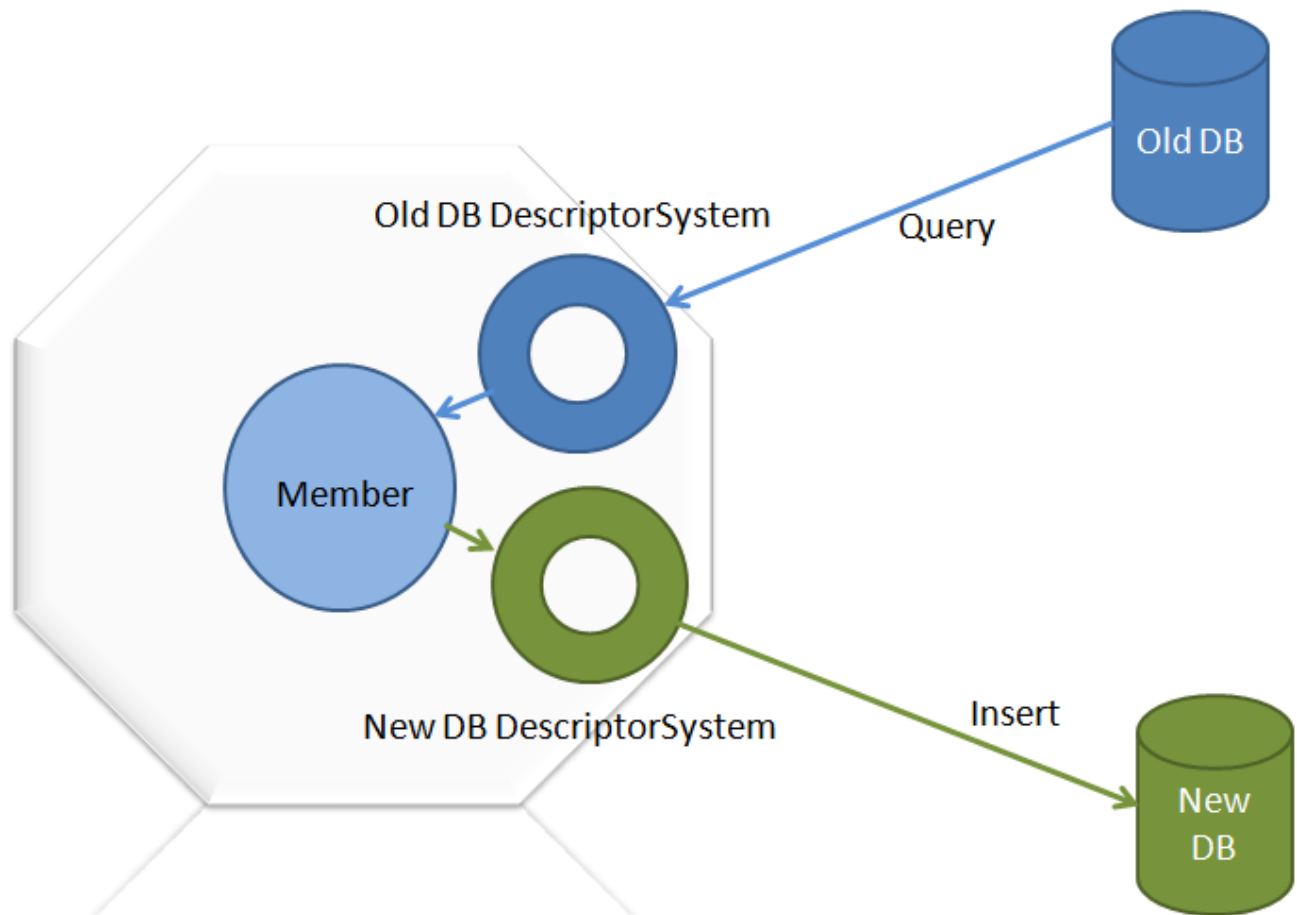 Old DB
Old DB DescriptorSystem
Query
Member
New DB DescriptorSystem
Insert
New
DB